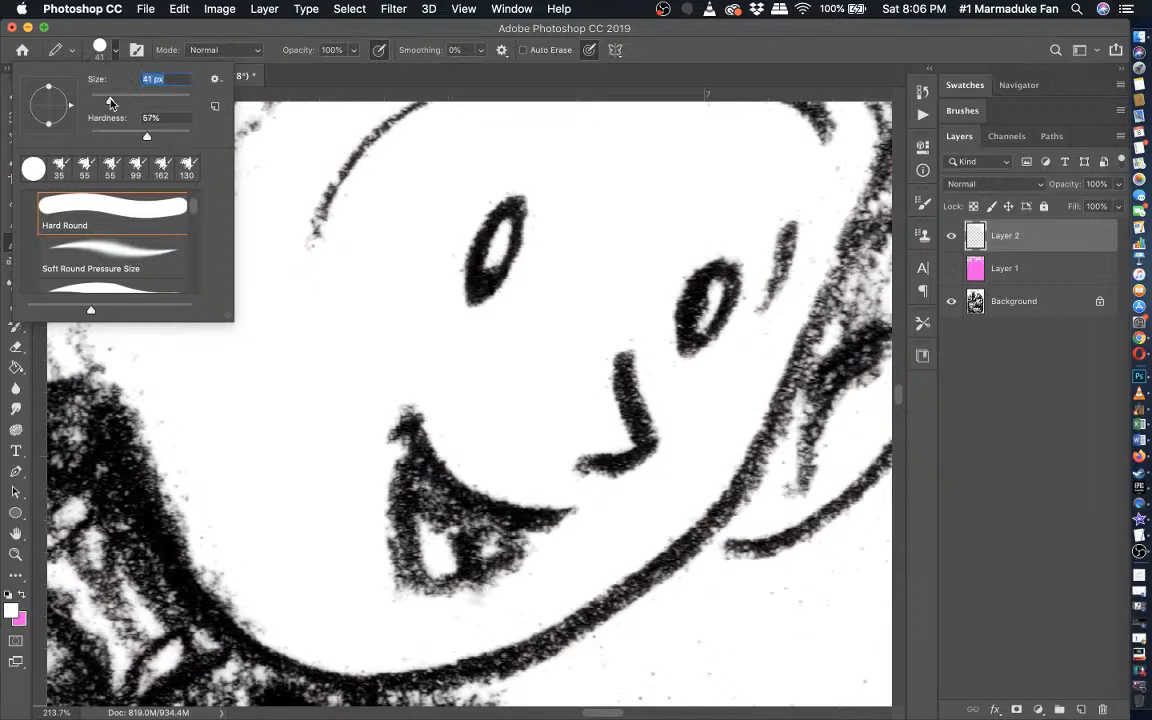 Photoshop CC File Edit Image Layer Type Select Filter 3D View Window Help 100% Sat 8:06 PM #1 Marmaduke Fan
Adobe Photoshop CC 2019
41 Mode: Normal Opacity: 100% Smoothing: 0% Auto Erase
8*) *
Size: 41 px
Hardness: 57%
35 55 55 99 162 130
Hard Round
Soft Round Pressure Size
7
Swatches Navigator
Brushes
Layers Channels Paths
Kind
Normal Opacity: 100%
Lock: Fill: 100%
Layer 2
Layer 1
Background
213.7% Doc: 819.0M/934.4M